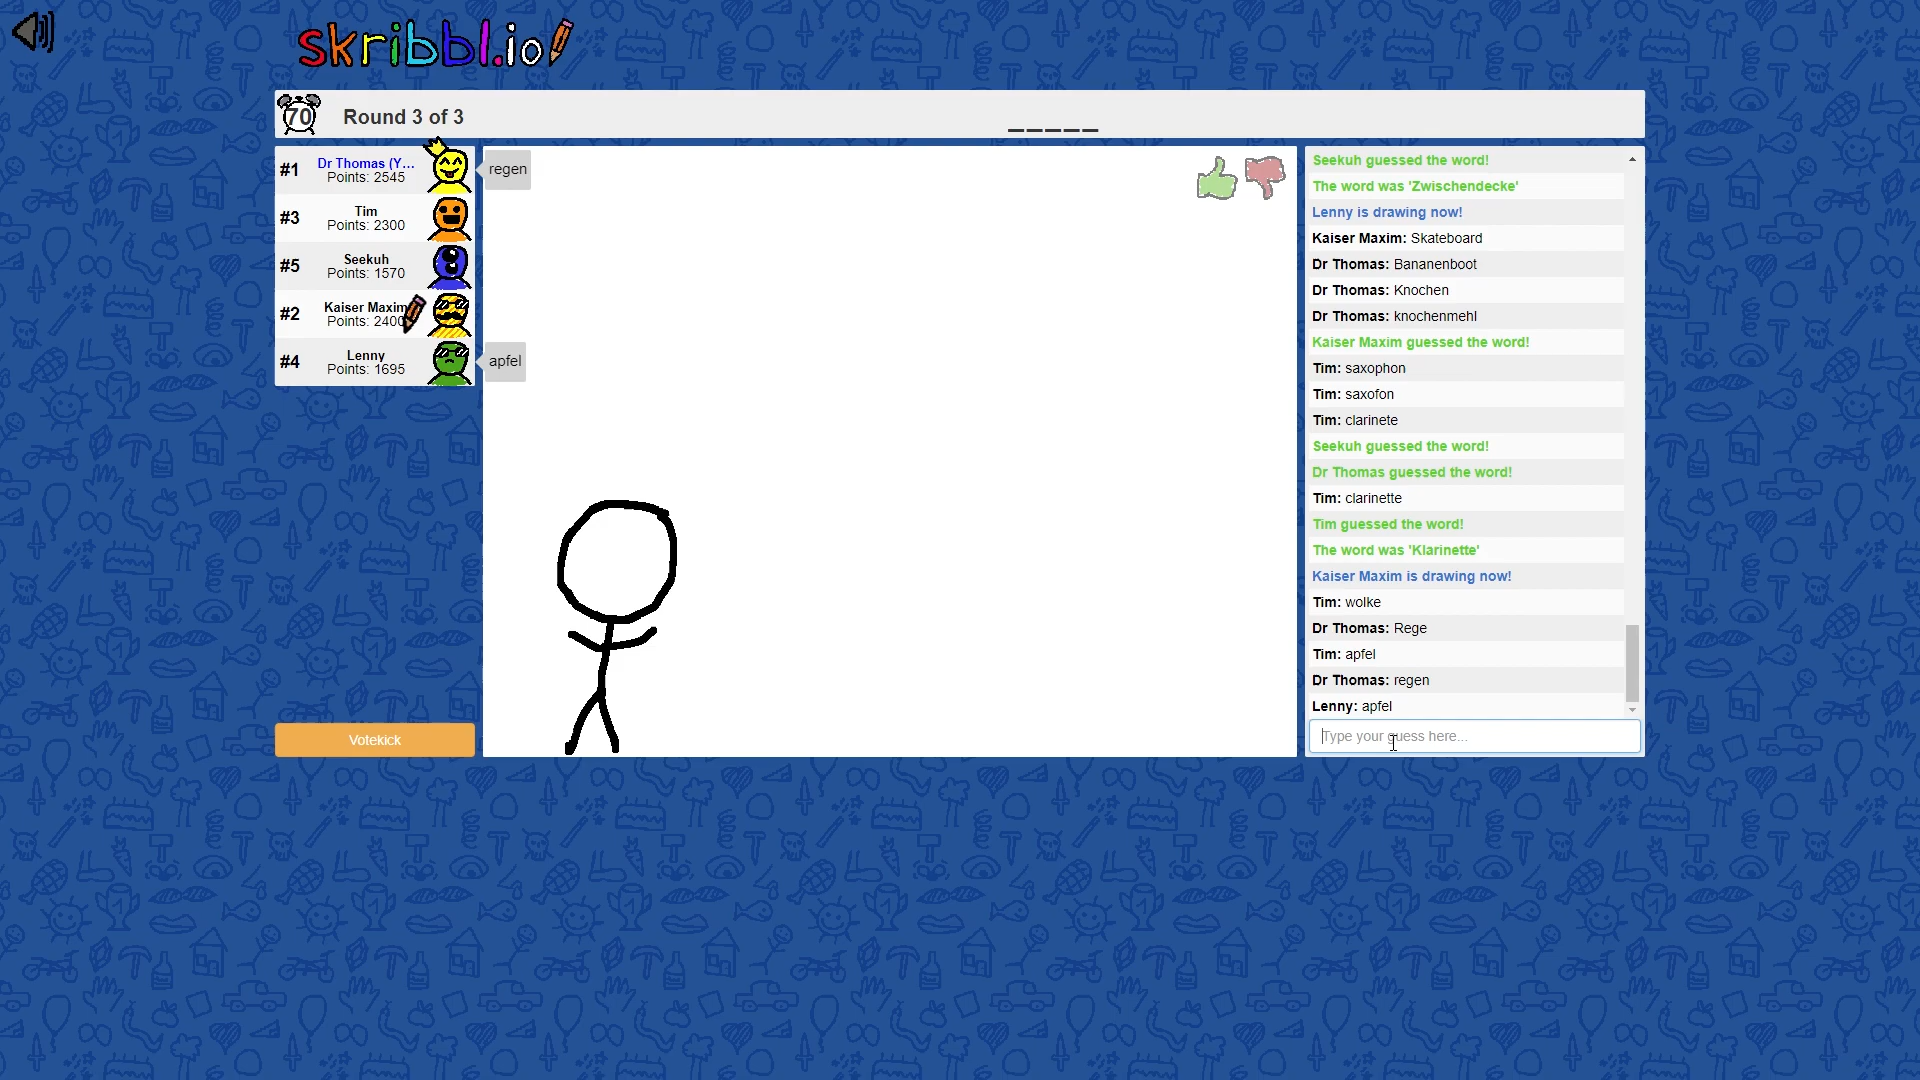 skribbl.io
70
Round 3 of 3
_____
#1
Dr Thomas (Y...
Points: 2545
#3
Tim
Points: 2300
#5
Seekuh
Points: 1570
#2
Kaiser Maxim
Points: 2400
#4
Lenny
Points: 1695
Votekick
regen
apfel
Seekuh guessed the word!
The word was 'Zwischendecke'
Lenny is drawing now!
Kaiser Maxim: Skateboard
Dr Thomas: Bananenboot
Dr Thomas: Knochen
Dr Thomas: knochenmehl
Kaiser Maxim guessed the word!
Tim: saxophon
Tim: saxofon
Tim: clarinete
Seekuh guessed the word!
Dr Thomas guessed the word!
Tim: clarinette
Tim guessed the word!
The word was 'Klarinette'
Kaiser Maxim is drawing now!
Tim: wolke
Dr Thomas: Rege
Tim: apfel
Dr Thomas: regen
Lenny: apfel
Type your guess here...